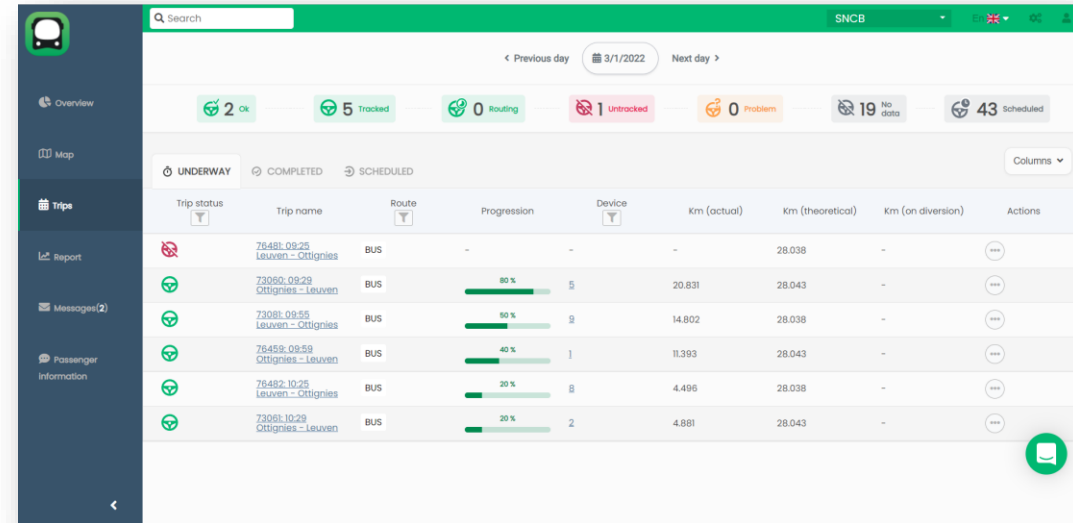 Search
SNCB
En
Previous day
3/1/2022
Next day
Overview
Map
Trips
Report
Messages(2)
Passenger
information
2 Ok
5 Tracked
0 Routing
1 Untracked
0 Problem
19 No data
43 Scheduled
UNDERWAY
COMPLETED
SCHEDULED
Columns
Trip status
Trip name
Route
Progression
Device
Km (actual)
Km (theoretical)
Km (on diversion)
Actions
76481: 09:25
Leuven - Ottignies
BUS
-
-
-
28.038
-
73060: 09:29
Ottignies - Leuven
BUS
80 %
5
20.831
28.043
-
73081: 09:55
Leuven - Ottignies
BUS
50 %
9
14.802
28.038
-
76459: 09:59
Ottignies - Leuven
BUS
40 %
1
11.393
28.043
-
76482: 10:25
Leuven - Ottignies
BUS
20 %
8
4.496
28.038
-
73061: 10:29
Ottignies - Leuven
BUS
20 %
2
4.881
28.043
-